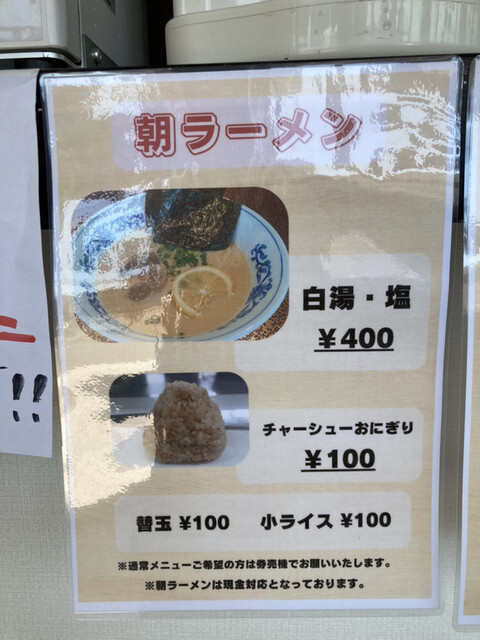 朝ラーメン
白湯・塩
¥400
チャーシューおにぎり
¥100
替玉 ¥100 小ライス ¥100
※通常メニューご希望の方は券売機でお願いいたします。
※朝ラーメンは現金対応となっております。
!!